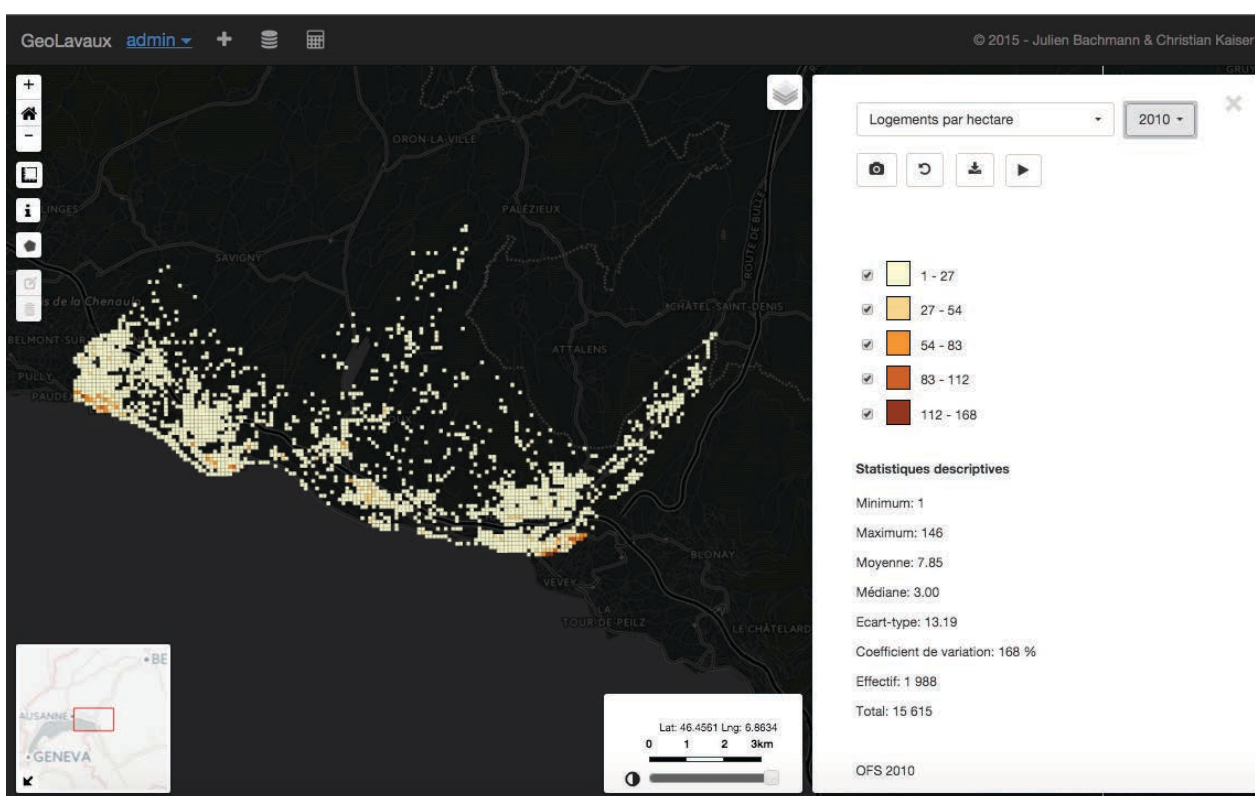 GeoLavaux admin
© 2015 - Julien Bachmann & Christian Kaiser
GRUY
+
−
i
ORON-LA-VILLE
LINGES
PALÉZIEUX
SAVIGNY
ROUTE DE BULLE
is de la Chenaula
CHÂTEL-SAINT-DENIS
BELMONT-SUR
ATTALENS
PULLY
PAUDE
BLONAY
VEVEY
LA
TOUR-DE-PEILZ
LE CHÂTELARD
BE
AUSANNE
GENEVA
Lat: 46.4561 Lng: 6.8634
0 1 2 3km
Logements par hectare
2010
1 - 27
27 - 54
54 - 83
83 - 112
112 - 168
Statistiques descriptives
Minimum: 1
Maximum: 146
Moyenne: 7.85
Médiane: 3.00
Ecart-type: 13.19
Coefficient de variation: 168 %
Effectif: 1 988
Total: 15 615
OFS 2010